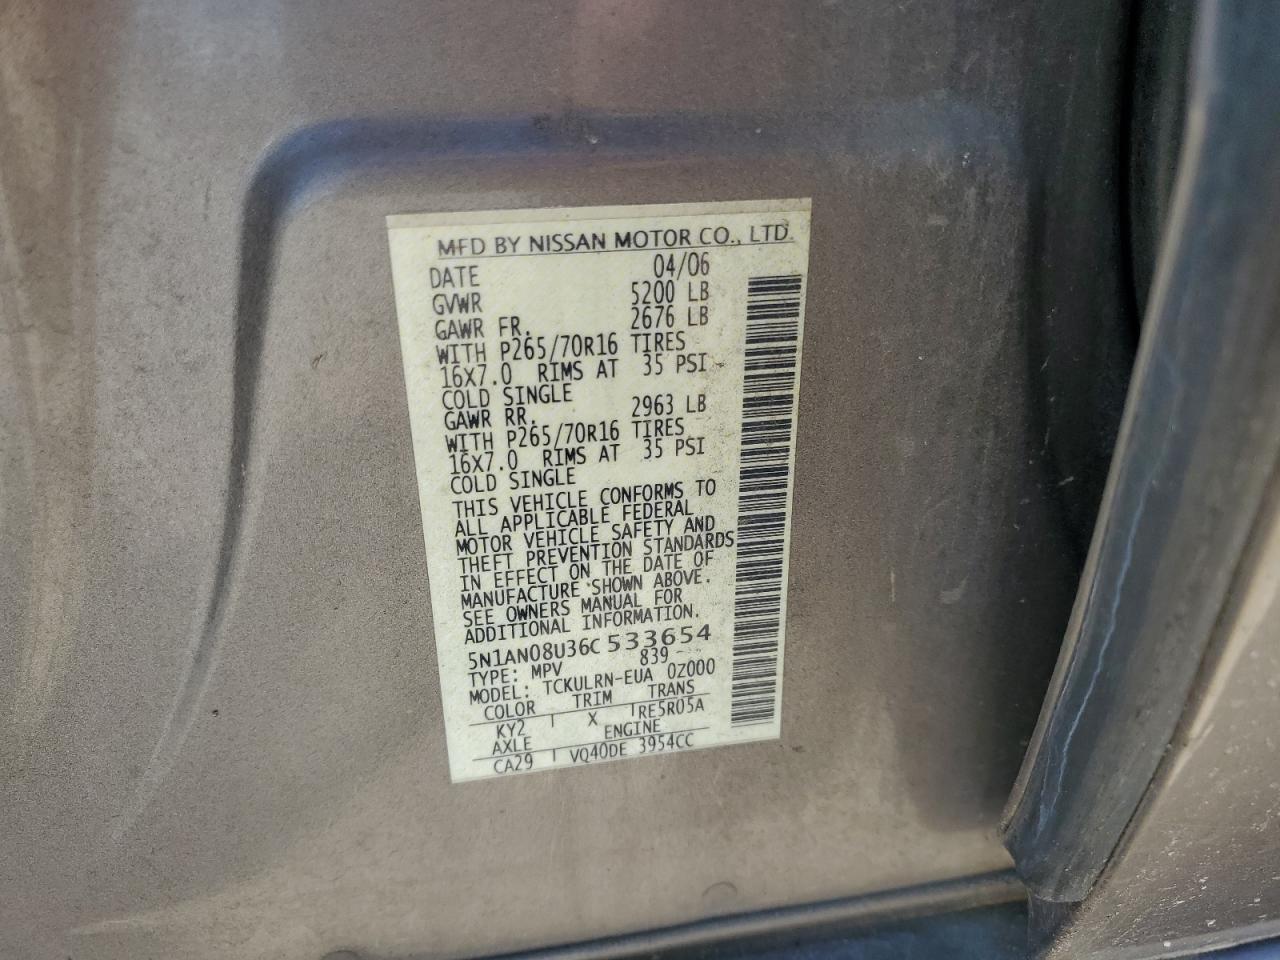 MFD BY NISSAN MOTOR CO., LTD.
DATE 04/06
GVWR 5200 LB
GAWR FR. 2676 LB
WITH P265/70R16 TIRES
16X7.0 RIMS AT 35 PSI
COLD SINGLE
GAWR RR. 2963 LB
WITH P265/70R16 TIRES
16X7.0 RIMS AT 35 PSI
COLD SINGLE
THIS VEHICLE CONFORMS TO
ALL APPLICABLE FEDERAL
MOTOR VEHICLE SAFETY AND
THEFT PREVENTION STANDARDS
IN EFFECT ON THE DATE OF
MANUFACTURE SHOWN ABOVE.
SEE OWNERS MANUAL FOR
ADDITIONAL INFORMATION.
5N1AN08U36C533654
TYPE: MPV 839
MODEL: TCKULRN-EUA 0Z000
COLOR TRIM TRANS
KY2 X RE5R05A
AXLE ENGINE
CA29 VQ40DE 3954CC